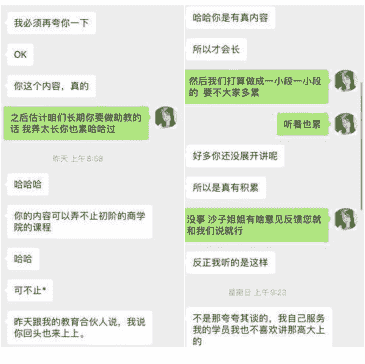 我必须再夸你一下
OK
你这个内容，真的
之后估计咱们长期你要做助教的
话 我弄太长你也累哈哈过
昨天 上午 8:58
哈哈哈
你的内容可以弄不止初阶的商学
院的课程
哈哈
可不止*
昨天跟我的教育合伙人说，我说
你回头也来上上。
哈哈你是有真内容
所以才会长
然后我们打算做成一小段一小段
的 要不大家多累
听着也累
好多你还没展开讲呢
所以是真有积累
没事 沙子姐姐有啥意见反馈您就
和我们说就行
反正我听的是这样
上午 9:20
不是那夸夸其谈的，我自己服务
我的学员我也不喜欢讲那高大上
的